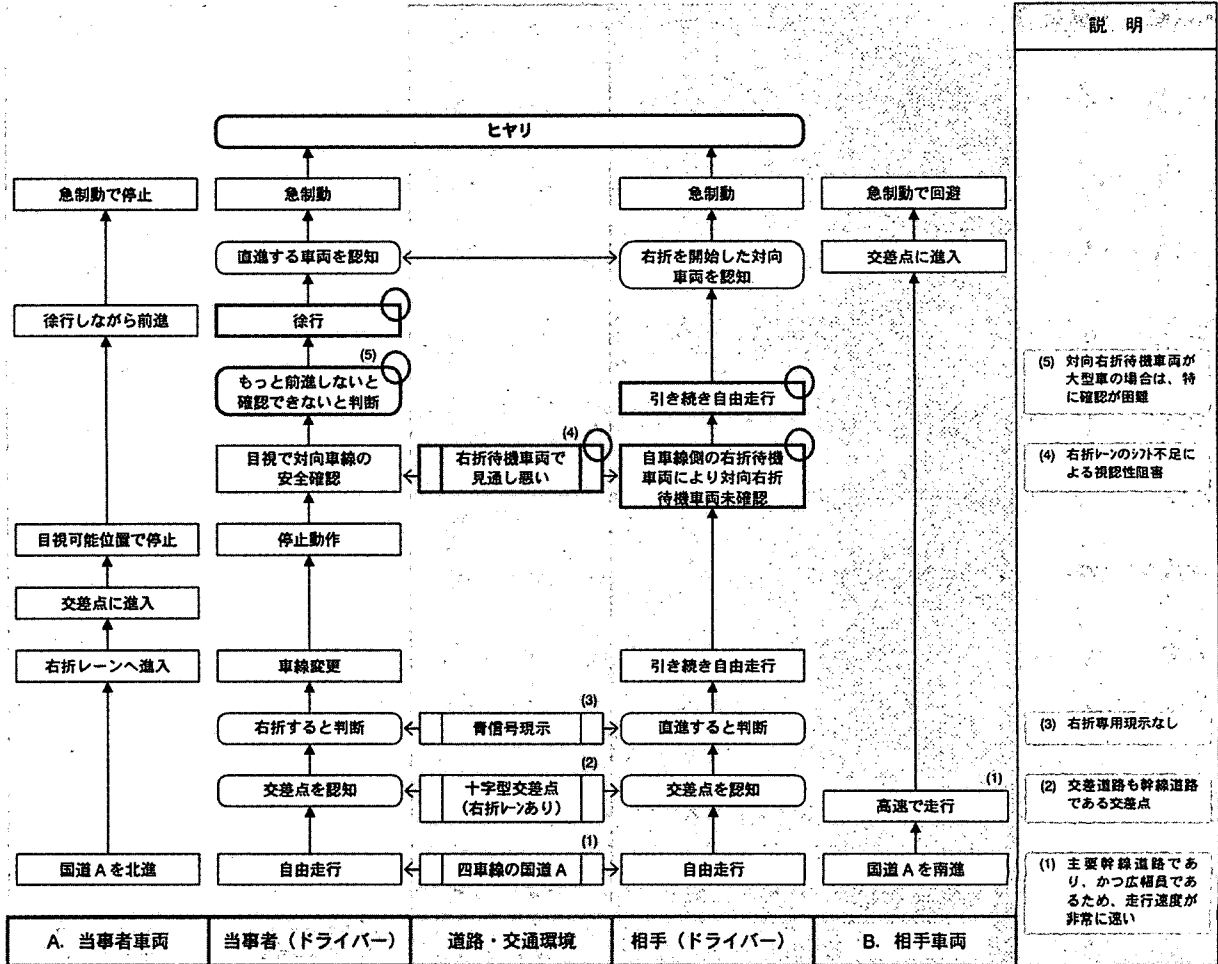 説 明
ヒヤリ
急制動で停止
急制動
急制動
急制動で回避
直進する車両を認知
右折を開始した対向
車両を認知
交差点に進入
徐行しながら前進
徐行
(5)
もっと前進しないと
確認できないと判断
引き続き自由走行
(5) 対向右折待機車両が
大型車の場合は、特
に確認が困難
(4)
目視で対向車線の
安全確認
右折待機車両で
見通し悪い
自車線側の右折待機
車両により対向右折
待機車両未確認
(4) 右折レーンのシフト不足に
よる視認性阻害
目視可能位置で停止
停止動作
交差点に進入
右折レーンへ進入
車線変更
引き続き自由走行
(3)
右折すると判断
青信号現示
直進すると判断
(3) 右折専用現示なし
(2)
交差点を認知
十字型交差点
(右折レーンあり)
交差点を認知
(1)
高速で走行
(2) 交差道路も幹線道路
である交差点
(1)
国道Aを北進
自由走行
四車線の国道A
自由走行
国道Aを南進
(1) 主要幹線道路であ
り、かつ広幅員であ
るため、走行速度が
非常に速い
A. 当事者車両
当事者（ドライバー）
道路・交通環境
相手（ドライバー）
B. 相手車両